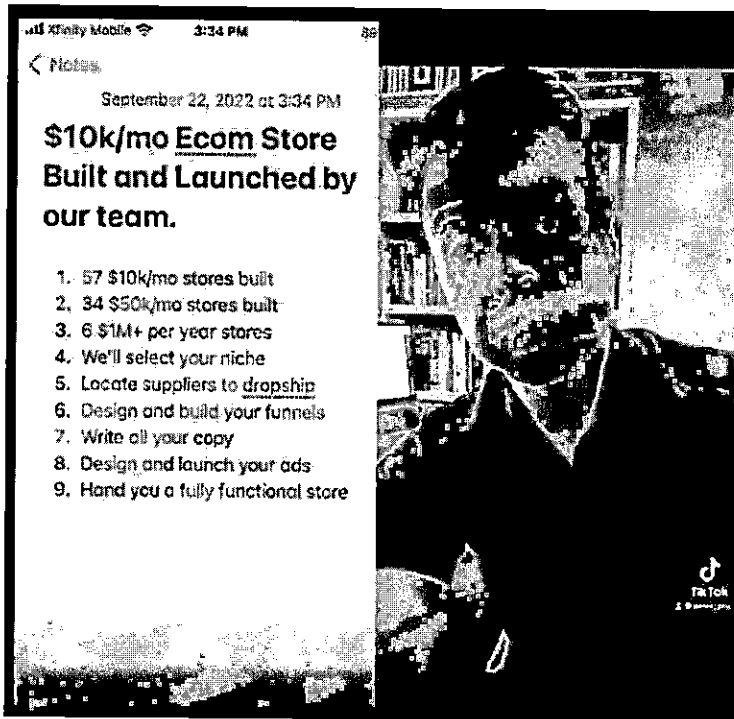 Xfinity Mobile 3:34 PM
Notes
September 22, 2022 at 3:34 PM
$10k/mo Ecom Store
Built and Launched by
our team.
1. 57 $10k/mo stores built
2. 34 $50k/mo stores built
3. 6 $1M+ per year stores
4. We'll select your niche
5. Locate suppliers to dropship
6. Design and build your funnels
7. Write all your copy
8. Design and launch your ads
9. Hand you a fully functional store
TikTok